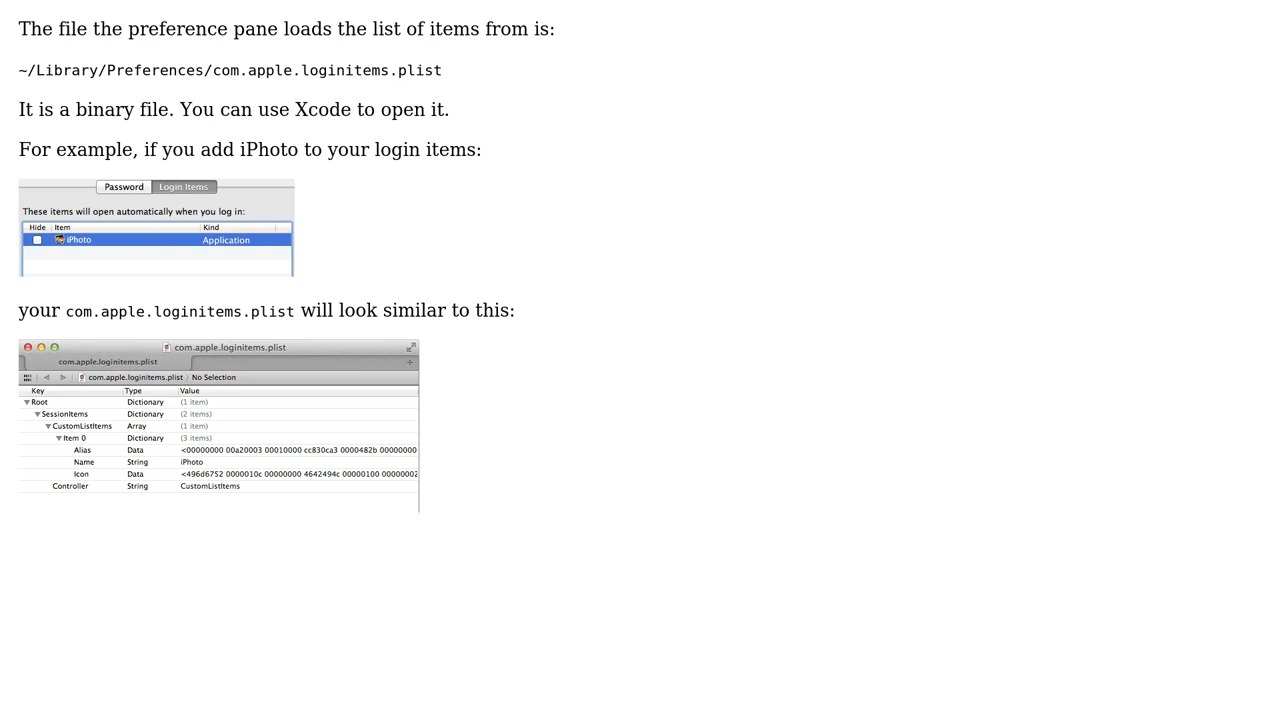 The file the preference pane loads the list of items from is:
~/Library/Preferences/com.apple.loginitems.plist
It is a binary file. You can use Xcode to open it.
For example, if you add iPhoto to your login items:
Password Login Items
These items will open automatically when you log in:
Hide Item Kind
iPhoto Application
your com.apple.loginitems.plist will look similar to this:
com.apple.loginitems.plist
com.apple.loginitems.plist +
com.apple.loginitems.plist › No Selection
Key Type Value
Root Dictionary (1 item)
SessionItems Dictionary (2 items)
CustomListItems Array (1 item)
Item 0 Dictionary (3 items)
Alias Data <00000000 00a20003 00010000 cc830ca3 0000482b 00000000
Name String iPhoto
Icon Data <496d6752 0000010c 00000000 4642494c 00000100 00000002
Controller String CustomListItems